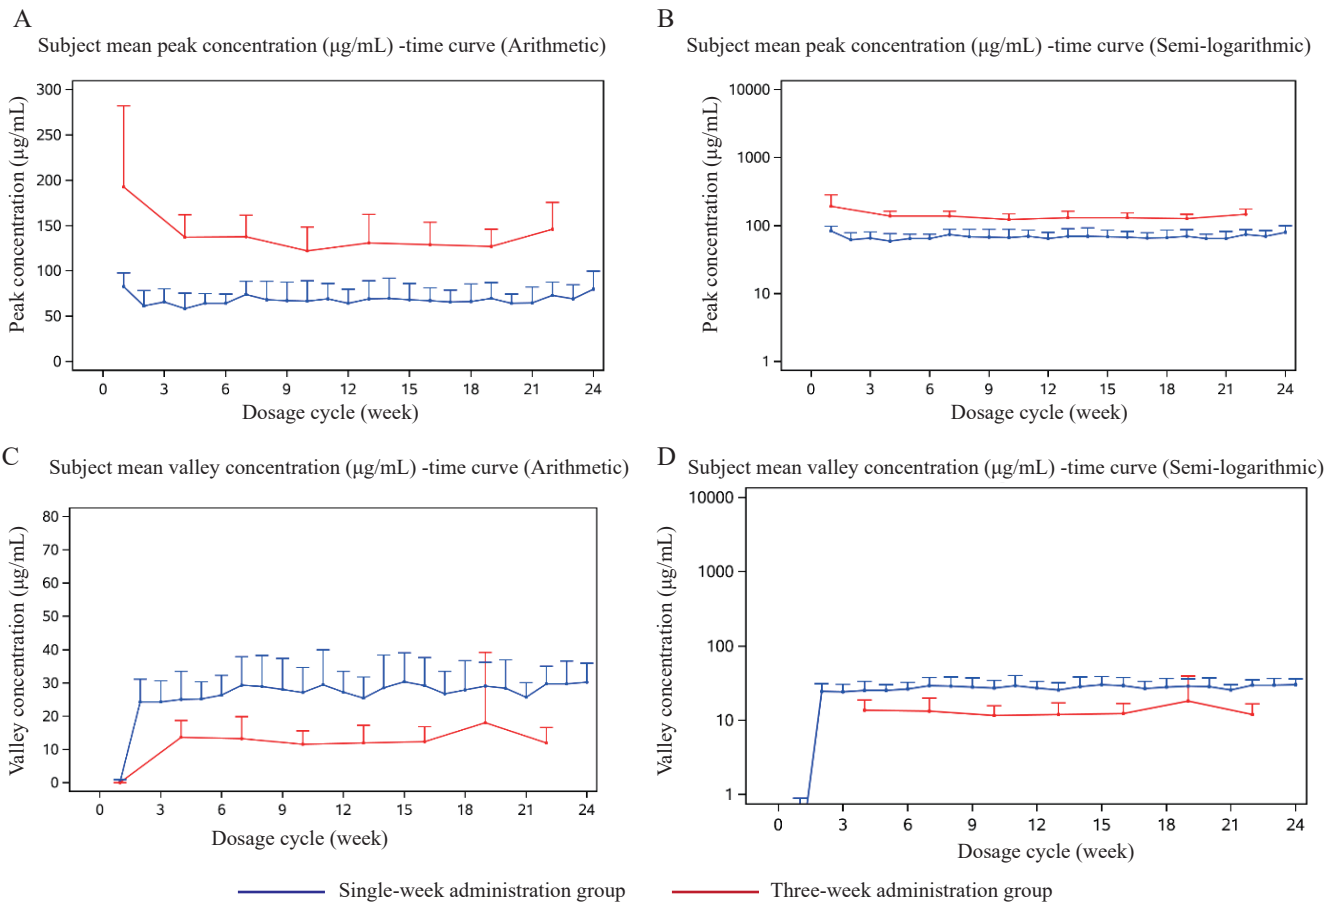 A
Subject mean peak concentration (μg/mL) -time curve (Arithmetic)
Peak concentration (μg/mL)
300
250
200
150
100
50
0
0 3 6 9 12 15 18 21 24
Dosage cycle (week)
B
Subject mean peak concentration (μg/mL) -time curve (Semi-logarithmic)
Peak concentration (μg/mL)
10000
1000
100
10
1
0 3 6 9 12 15 18 21 24
Dosage cycle (week)
C
Subject mean valley concentration (μg/mL) -time curve (Arithmetic)
Valley concentration (μg/mL)
80
70
60
50
40
30
20
10
0
0 3 6 9 12 15 18 21 24
Dosage cycle (week)
D
Subject mean valley concentration (μg/mL) -time curve (Semi-logarithmic)
Valley concentration (μg/mL)
10000
1000
100
10
1
0 3 6 9 12 15 18 21 24
Dosage cycle (week)
Single-week administration group
Three-week administration group